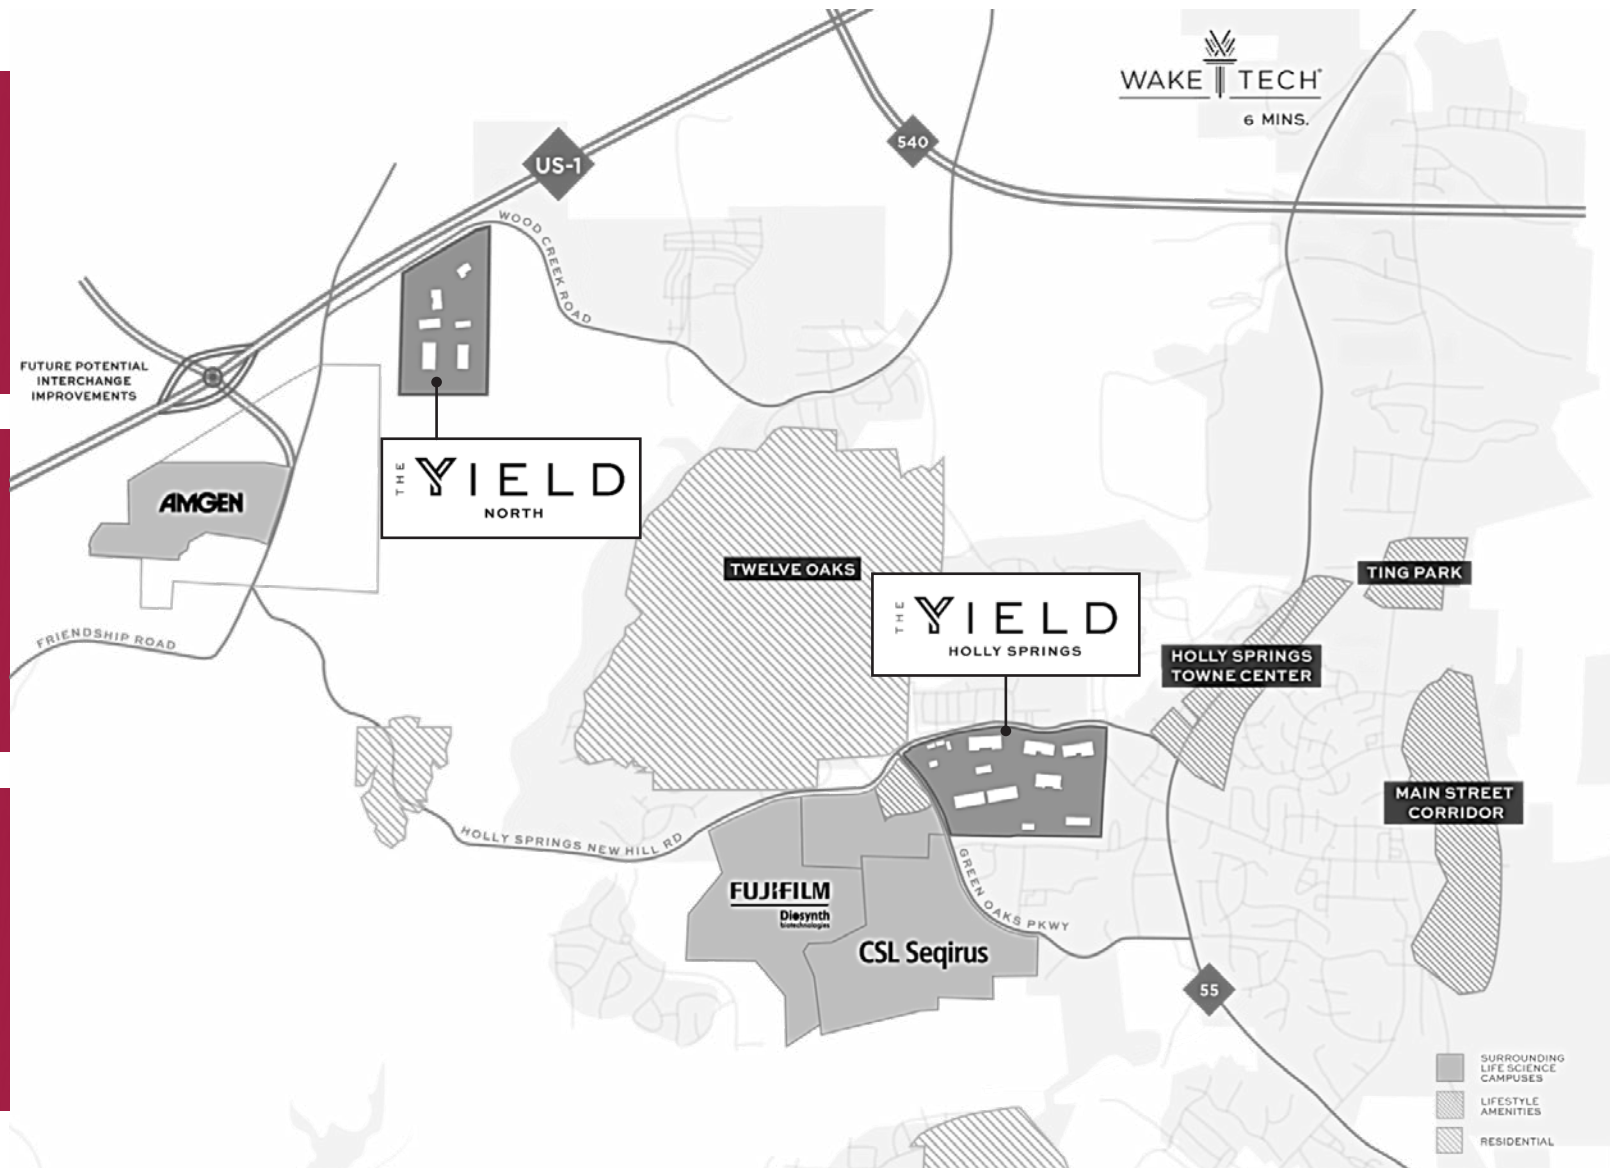 WAKE TECH
6 MINS.
540
US-1
WOOD CREEK ROAD
FUTURE POTENTIAL
INTERCHANGE
IMPROVEMENTS
AMGEN
THE YIELD
NORTH
TWELVE OAKS
TING PARK
THE YIELD
HOLLY SPRINGS
FRIENDSHIP ROAD
HOLLY SPRINGS
TOWNE CENTER
MAIN STREET
CORRIDOR
HOLLY SPRINGS NEW HILL RD
GREEN OAKS PKWY
FUJIFILM
Diosynth
biotechnologies
CSL Seqirus
55
SURROUNDING
LIFE SCIENCE
CAMPUSES
LIFESTYLE
AMENITIES
RESIDENTIAL